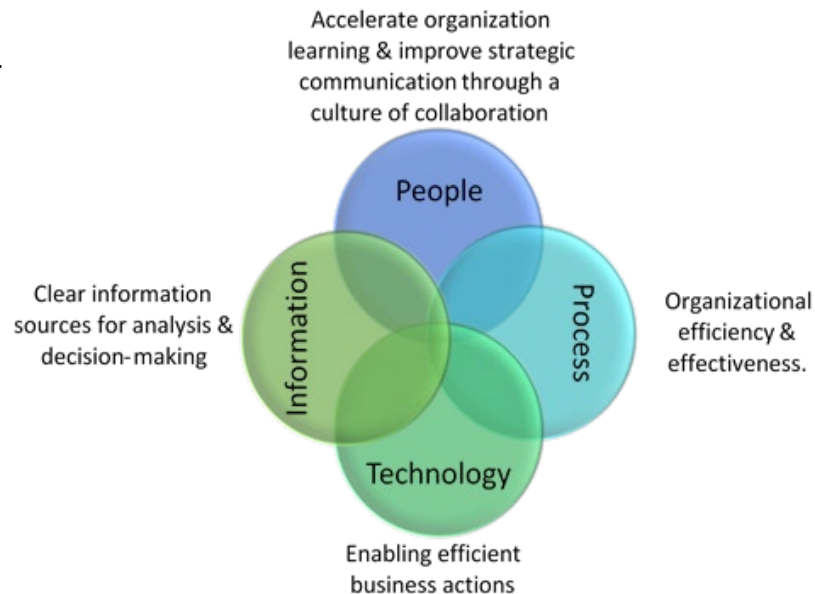 Accelerate organization
learning & improve strategic
communication through a
culture of collaboration
People
Information
Process
Technology
Clear information
sources for analysis &
decision-making
Organizational
efficiency &
effectiveness.
Enabling efficient
business actions